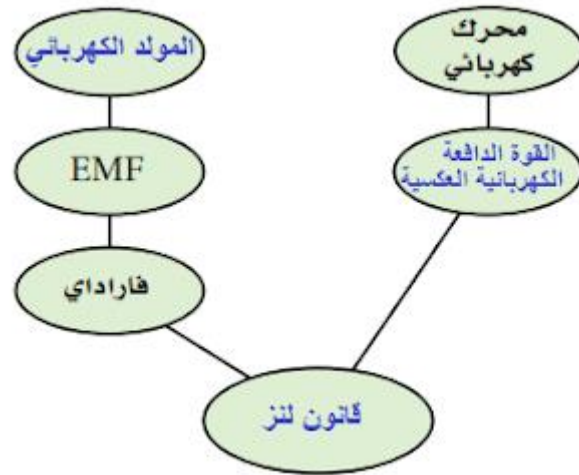 المولد الكهربائي
محرك
كهربائي
EMF
القوة الدافعة
الكهربائية العكسية
فاراداي
قانون لنز